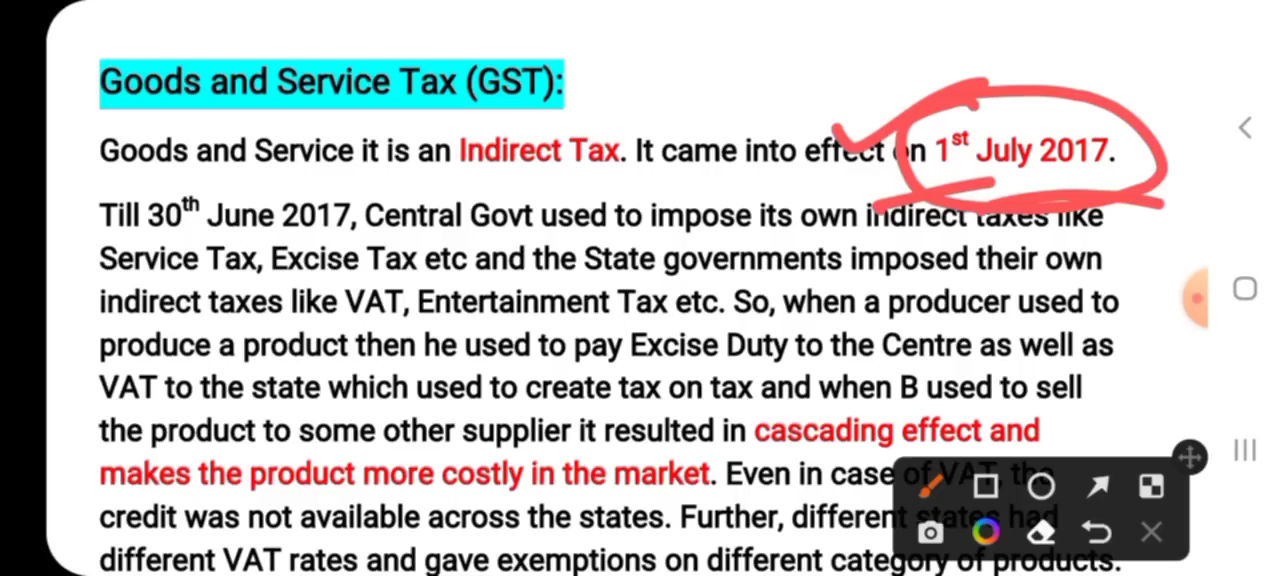 Goods and Service Tax (GST):
Goods and Service it is an Indirect Tax. It came into effect on 1st July 2017.
Till 30th June 2017, Central Govt used to impose its own indirect taxes like
Service Tax, Excise Tax etc and the State governments imposed their own
indirect taxes like VAT, Entertainment Tax etc. So, when a producer used to
produce a product then he used to pay Excise Duty to the Centre as well as
VAT to the state which used to create tax on tax and when B used to sell
the product to some other supplier it resulted in cascading effect and
makes the product more costly in the market. Even in case of VAT, the
credit was not available across the states. Further, different states had
different VAT rates and gave exemptions on different category of products.